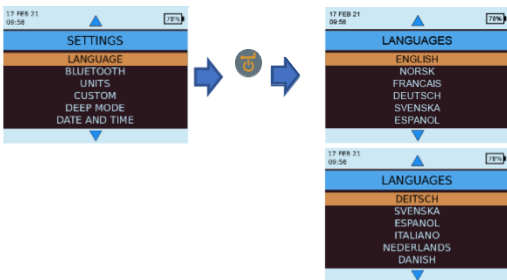 17 FEB 21
09:58
78%
SETTINGS
LANGUAGE
BLUETOOTH
UNITS
CUSTOM
DEEP MODE
DATE AND TIME
17 FEB 21
09:58
78%
LANGUAGES
ENGLISH
NORSK
FRANCAIS
DEUTSCH
SVENSKA
ESPANOL
17 FEB 21
09:58
78%
LANGUAGES
DEITSCH
SVENSKA
ESPANOL
ITALIANO
NEDERLANDS
DANISH